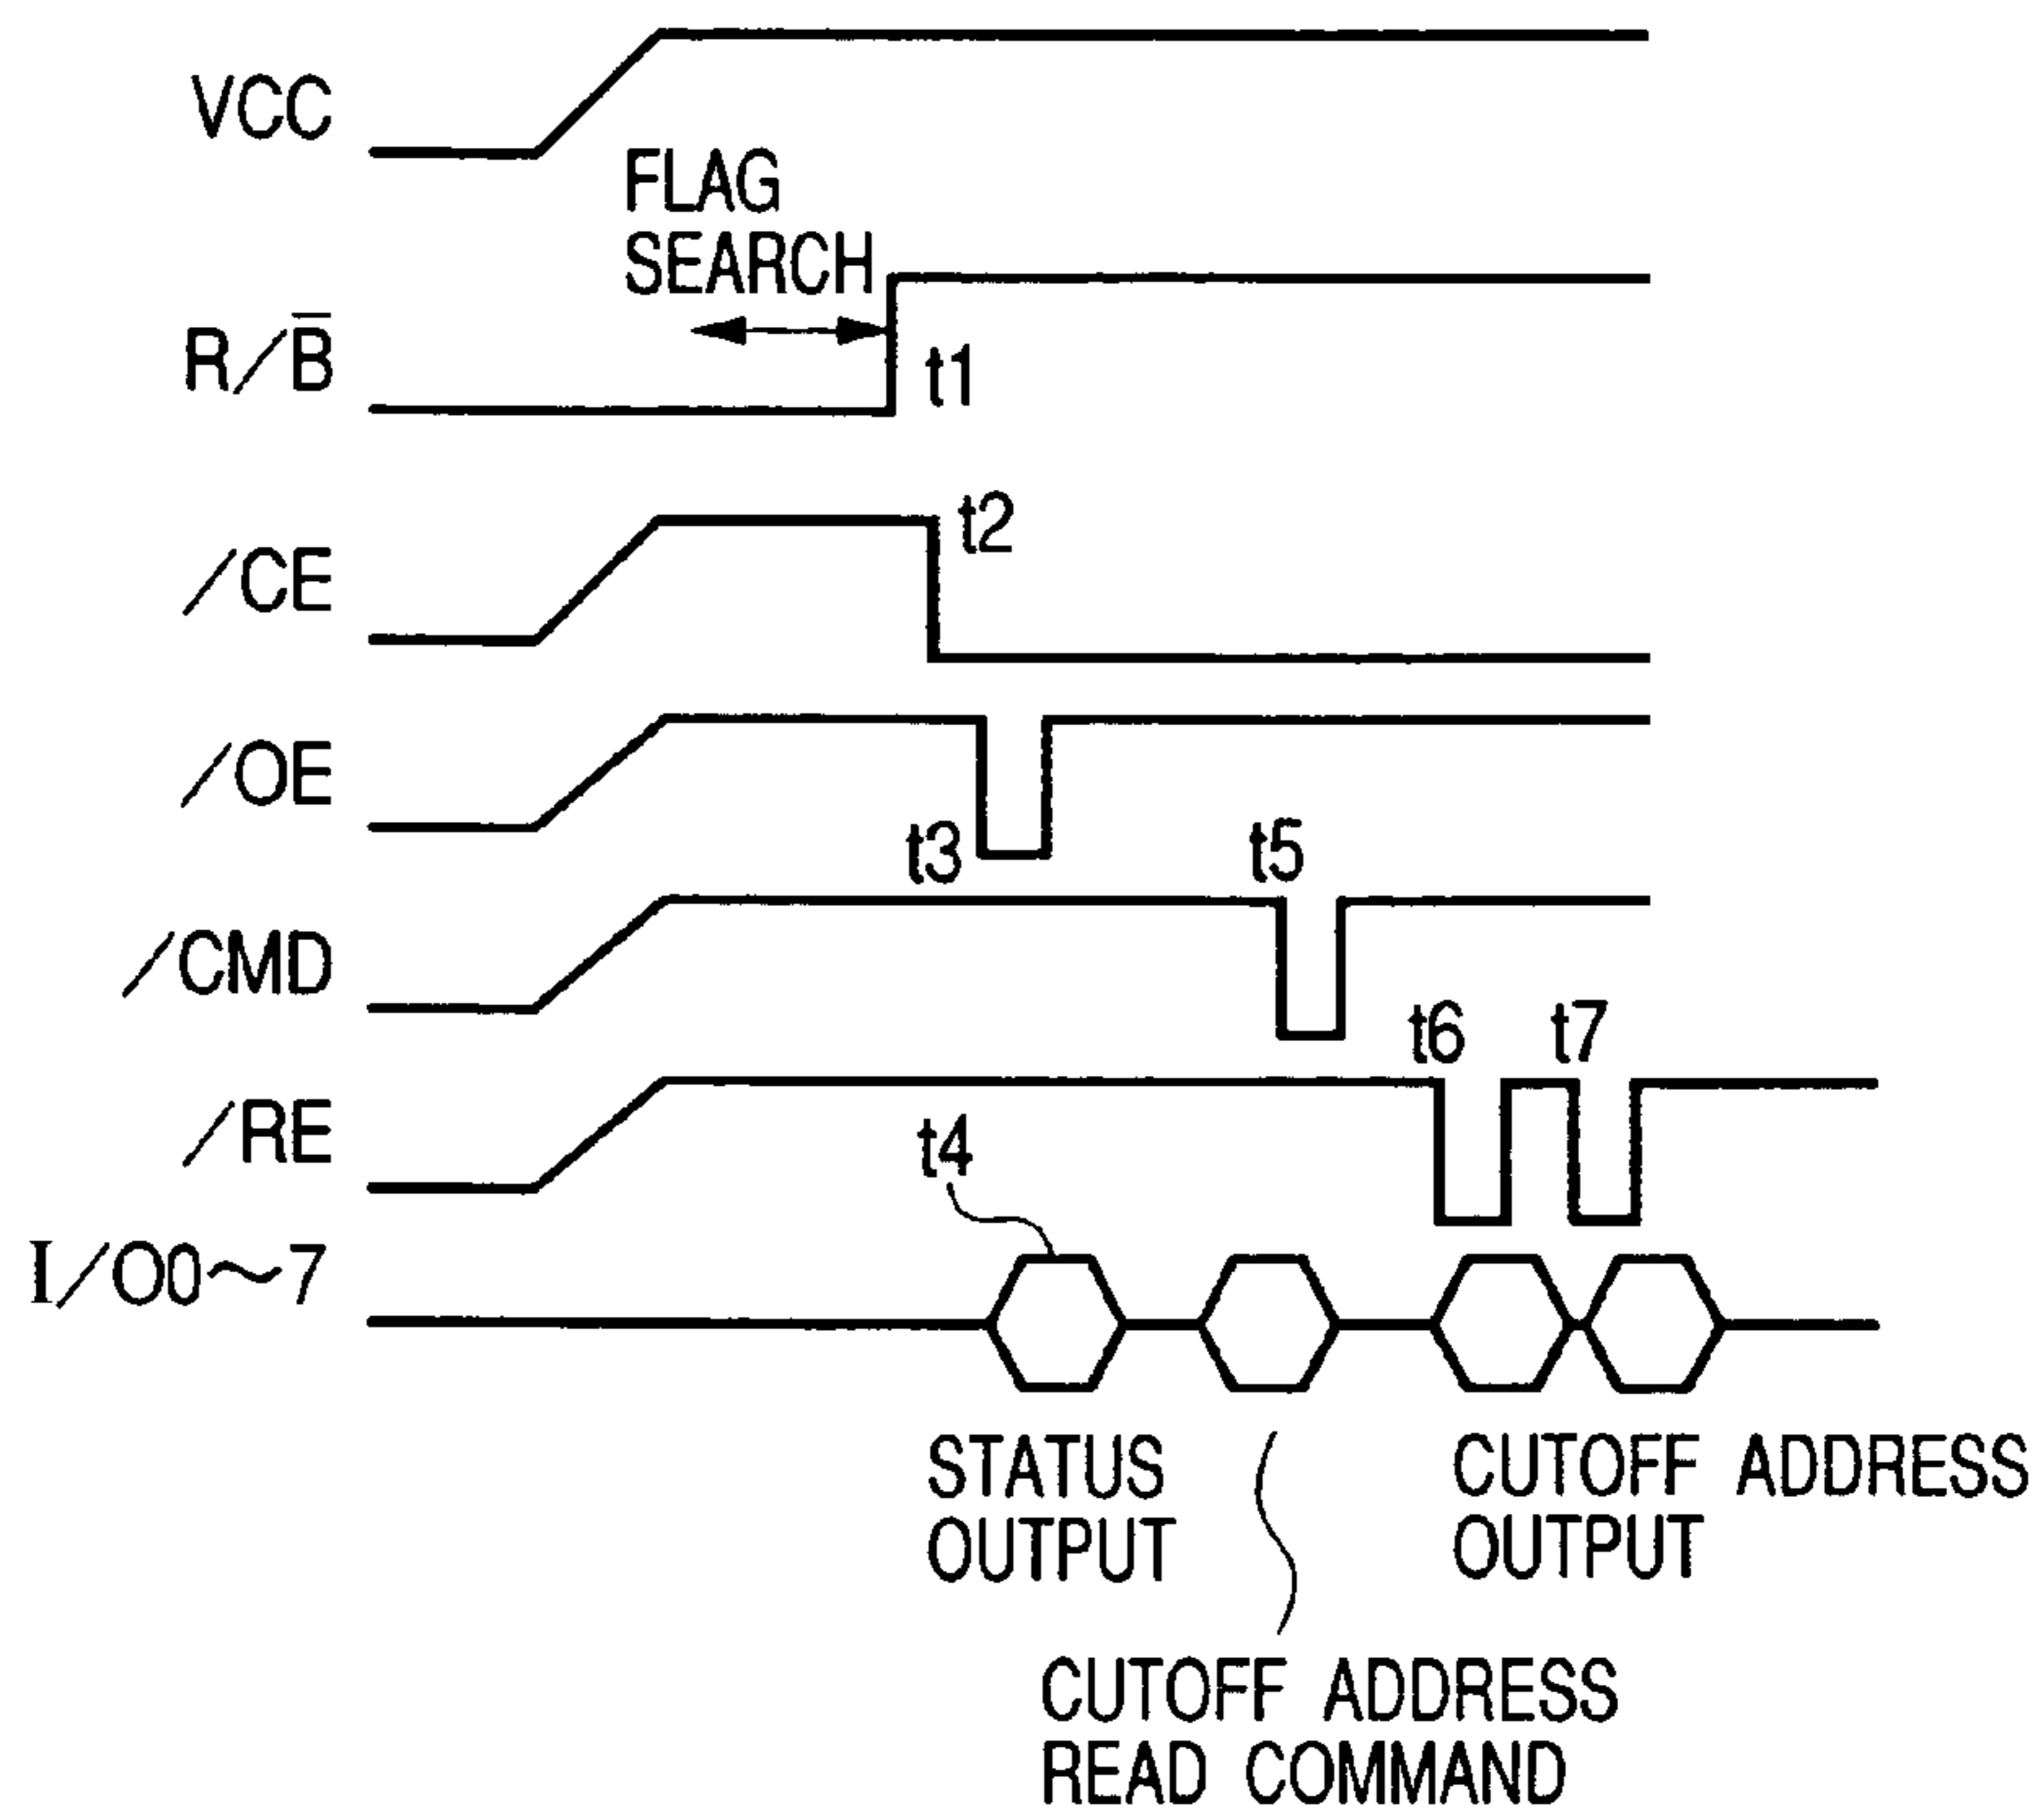 VCC
FLAG
SEARCH
R/B̅
t1
t2
/CE
/OE
t3
t5
/CMD
t6
t7
/RE
t4
I/O0～7
STATUS
OUTPUT
CUTOFF ADDRESS
OUTPUT
CUTOFF ADDRESS
READ COMMAND